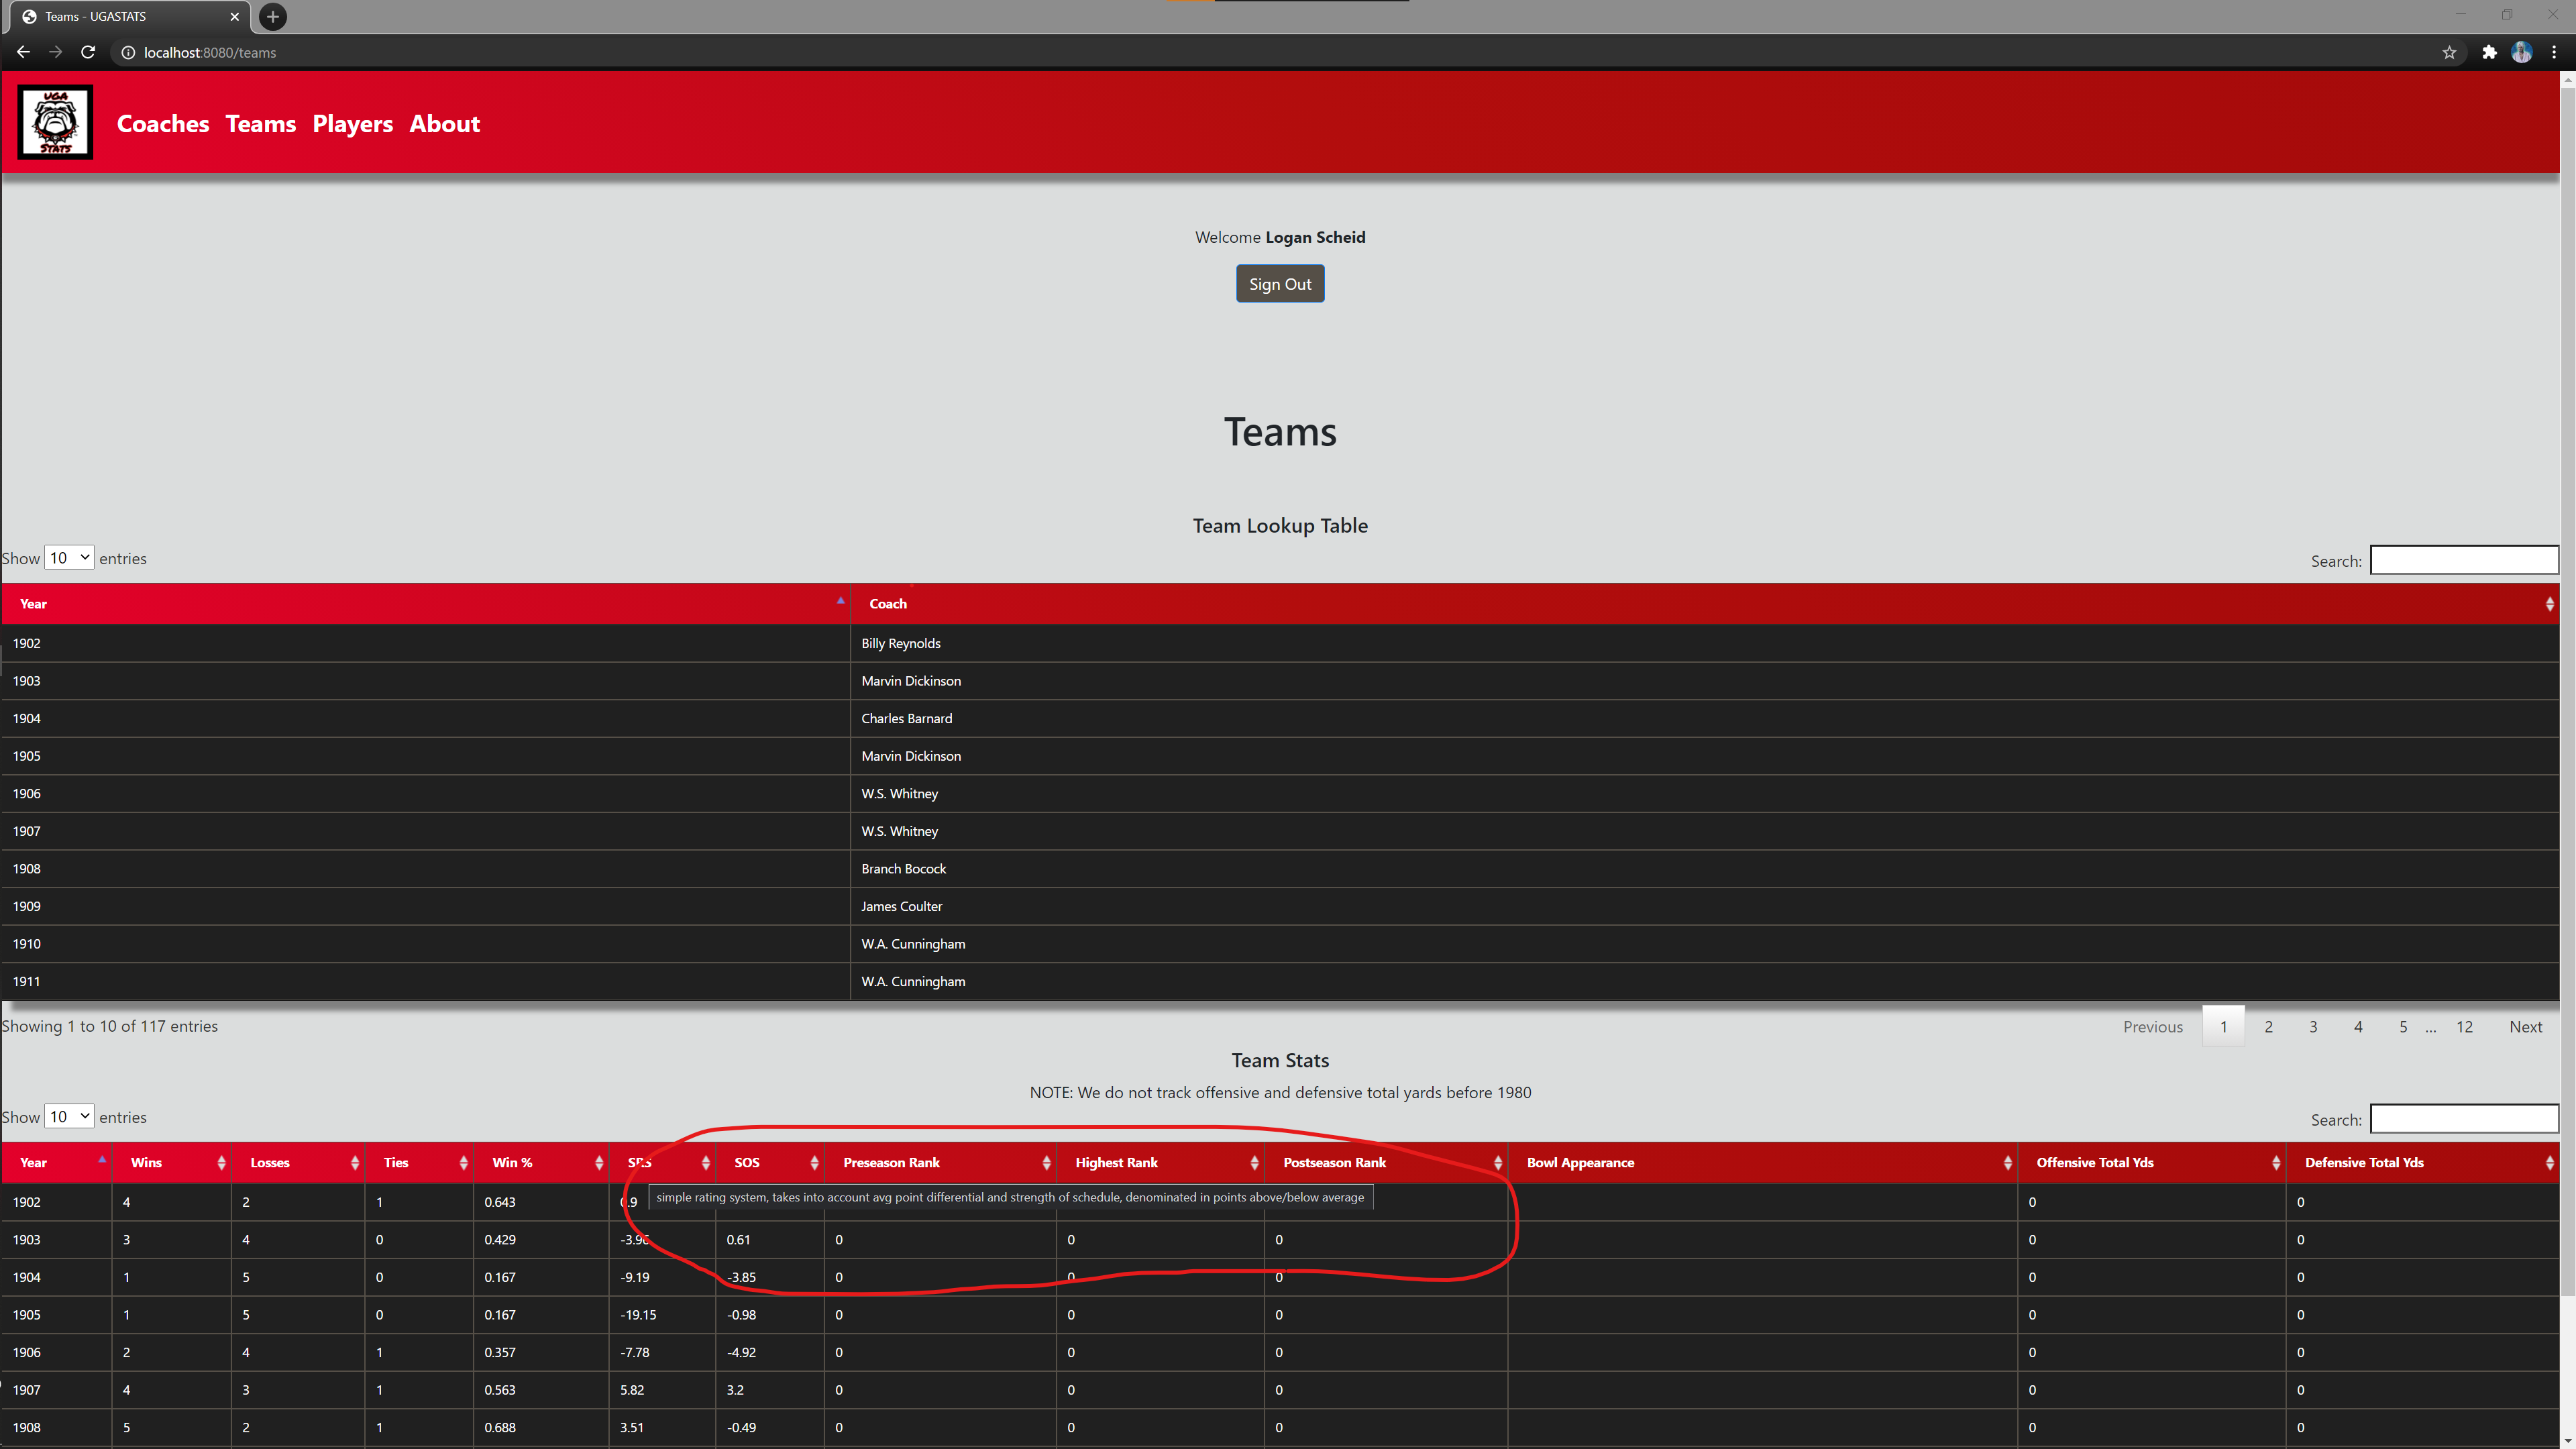 Teams - UGASTATS
localhost:8080/teams
UGA
STATS
Coaches Teams Players About
Welcome Logan Scheid
Sign Out
Teams
Team Lookup Table
Show 10 entries Search:
Year Coach
1902 Billy Reynolds
1903 Marvin Dickinson
1904 Charles Barnard
1905 Marvin Dickinson
1906 W.S. Whitney
1907 W.S. Whitney
1908 Branch Bocock
1909 James Coulter
1910 W.A. Cunningham
1911 W.A. Cunningham
Showing 1 to 10 of 117 entries Previous 1 2 3 4 5 ... 12 Next
Team Stats
NOTE: We do not track offensive and defensive total yards before 1980
Show 10 entries Search:
Year Wins Losses Ties Win % SRS SOS Preseason Rank Highest Rank Postseason Rank Bowl Appearance Offensive Total Yds Defensive Total Yds
1902 4 2 1 0.643 0.9 0 0
simple rating system, takes into account avg point differential and strength of schedule, denominated in points above/below average
1903 3 4 0 0.429 -3.96 0.61 0 0 0 0 0
1904 1 5 0 0.167 -9.19 -3.85 0 0 0 0 0
1905 1 5 0 0.167 -19.15 -0.98 0 0 0 0 0
1906 2 4 1 0.357 -7.78 -4.92 0 0 0 0 0
1907 4 3 1 0.563 5.82 3.2 0 0 0 0 0
1908 5 2 1 0.688 3.51 -0.49 0 0 0 0 0